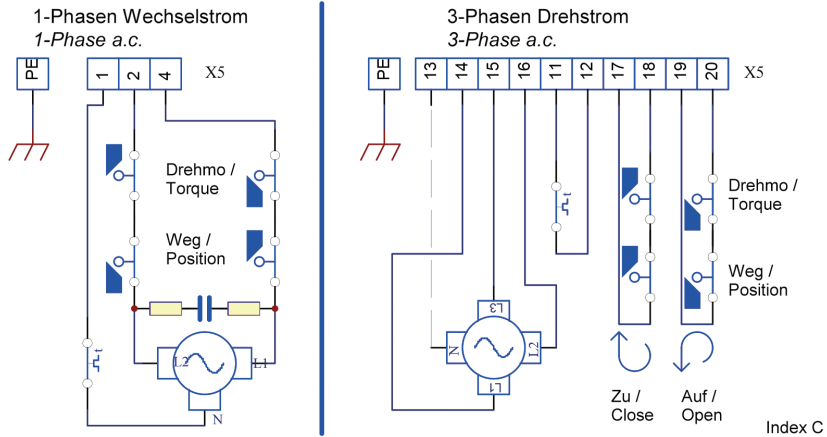 1-Phasen Wechselstrom
1-Phase a.c.
PE
1 2 4 X5
Drehmo /
Torque
Weg /
Position
t
L2 L1
N
3-Phasen Drehstrom
3-Phase a.c.
PE
13 14 15 16 11 12 17 18 19 20 X5
t
Drehmo /
Torque
Weg /
Position
L3
N L2
L1
Zu /
Close
Auf /
Open
Index C